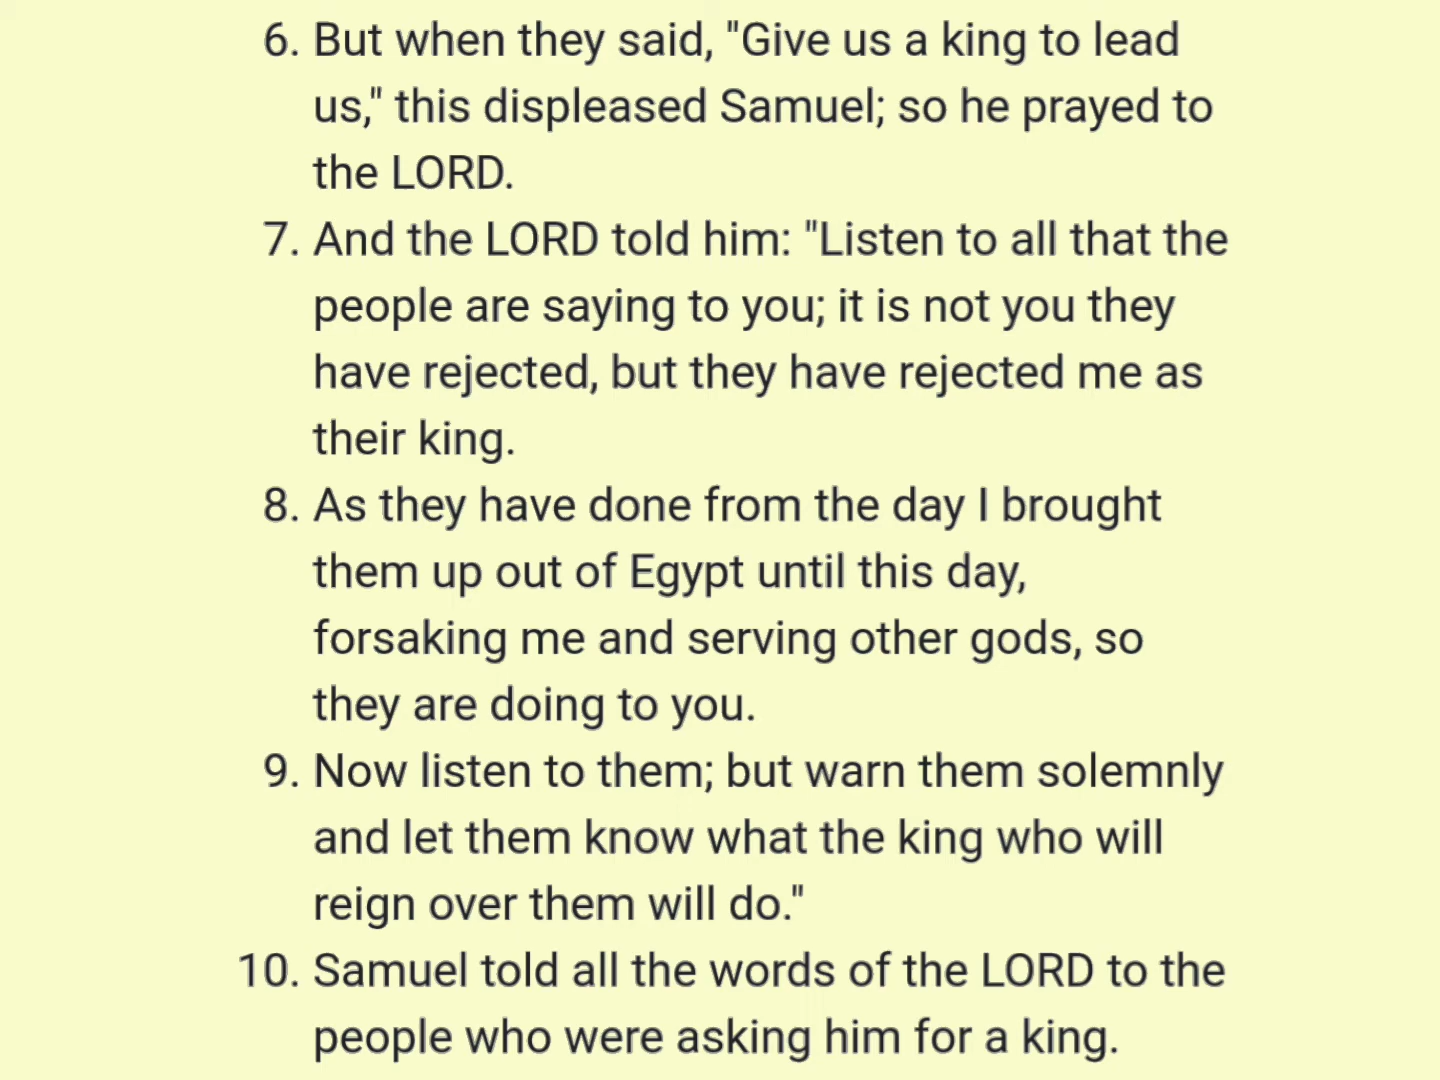 6. But when they said, "Give us a king to lead
us," this displeased Samuel; so he prayed to
the LORD.
7. And the LORD told him: "Listen to all that the
people are saying to you; it is not you they
have rejected, but they have rejected me as
their king.
8. As they have done from the day I brought
them up out of Egypt until this day,
forsaking me and serving other gods, so
they are doing to you.
9. Now listen to them; but warn them solemnly
and let them know what the king who will
reign over them will do."
10. Samuel told all the words of the LORD to the
people who were asking him for a king.